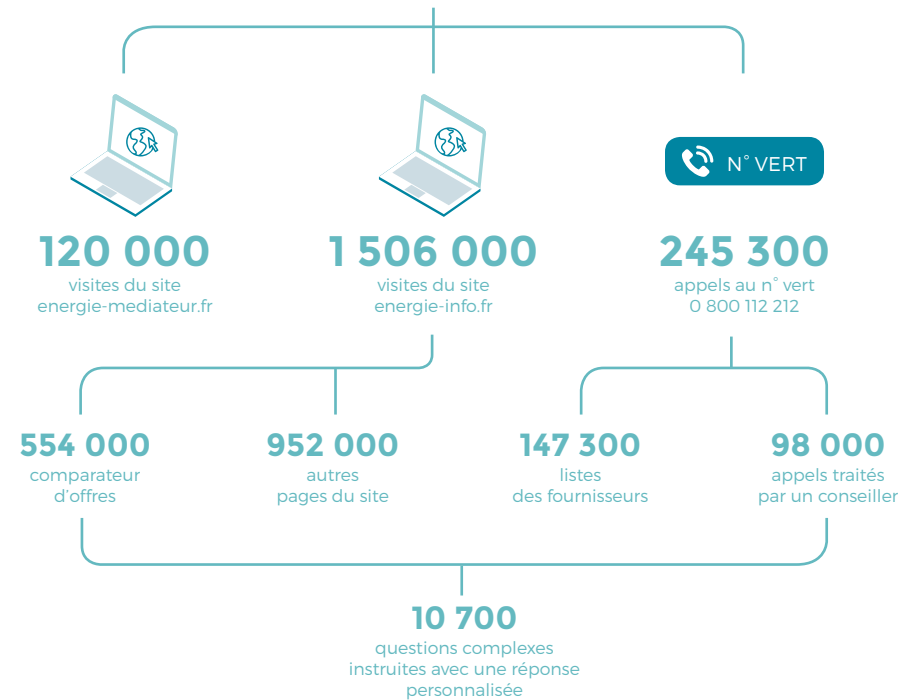 N° VERT
120 000
visites du site
energie-mediateur.fr
1 506 000
visites du site
energie-info.fr
245 300
appels au n° vert
0 800 112 212
554 000
comparateur
d'offres
952 000
autres
pages du site
147 300
listes
des fournisseurs
98 000
appels traités
par un conseiller
10 700
questions complexes
instruites avec une réponse
personnalisée